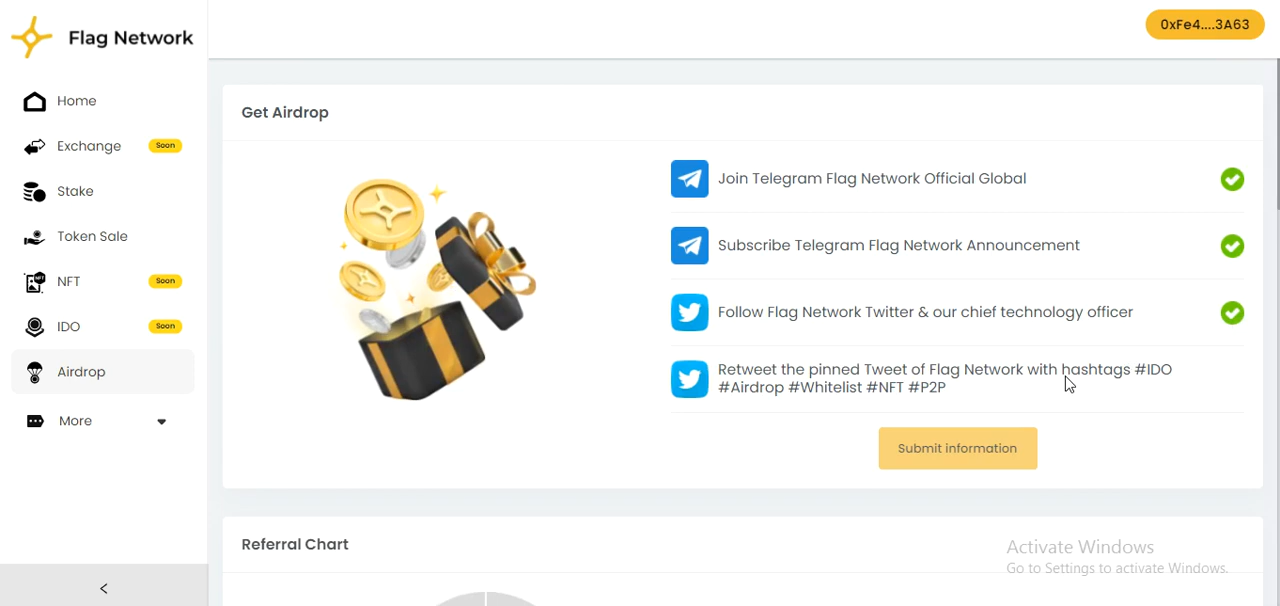 Flag Network
0xFe4....3A63
Home
Exchange Soon
Stake
Token Sale
NFT Soon
IDO Soon
Airdrop
More
Get Airdrop
Join Telegram Flag Network Official Global
Subscribe Telegram Flag Network Announcement
Follow Flag Network Twitter & our chief technology officer
Retweet the pinned Tweet of Flag Network with hashtags #IDO
#Airdrop #Whitelist #NFT #P2P
Submit information
Referral Chart
Activate Windows
Go to Settings to activate Windows.